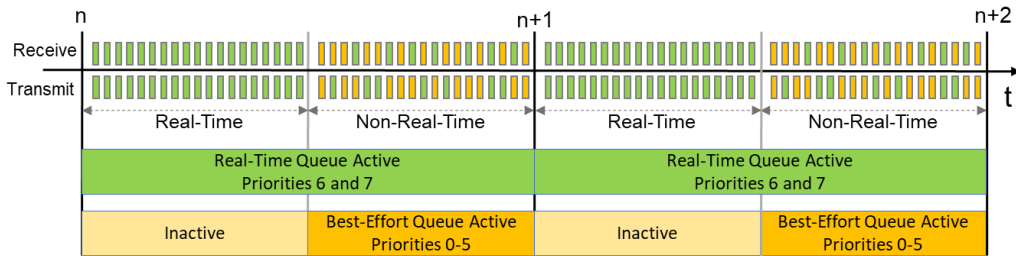 n
n+1
n+2
Receive
Transmit
t
Real-Time
Non-Real-Time
Real-Time
Non-Real-Time
Real-Time Queue Active
Priorities 6 and 7
Real-Time Queue Active
Priorities 6 and 7
Inactive
Best-Effort Queue Active
Priorities 0-5
Inactive
Best-Effort Queue Active
Priorities 0-5